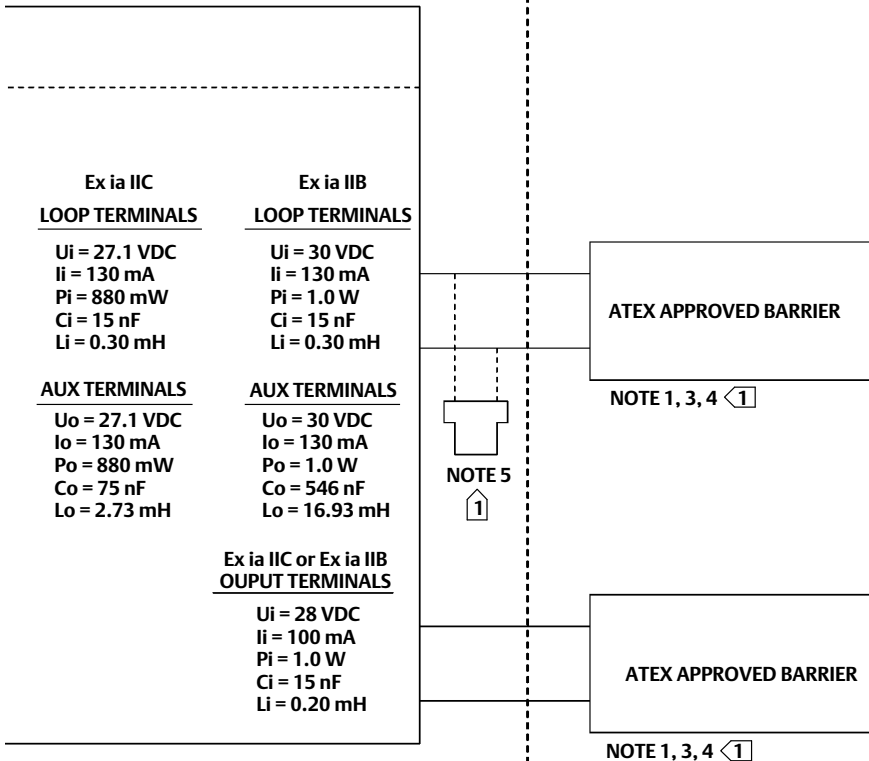 Ex ia IIC
LOOP TERMINALS
Ui = 27.1 VDC
Ii = 130 mA
Pi = 880 mW
Ci = 15 nF
Li = 0.30 mH
AUX TERMINALS
Uo = 27.1 VDC
Io = 130 mA
Po = 880 mW
Co = 75 nF
Lo = 2.73 mH
Ex ia IIB
LOOP TERMINALS
Ui = 30 VDC
Ii = 130 mA
Pi = 1.0 W
Ci = 15 nF
Li = 0.30 mH
AUX TERMINALS
Uo = 30 VDC
Io = 130 mA
Po = 1.0 W
Co = 546 nF
Lo = 16.93 mH
Ex ia IIC or Ex ia IIB
OUPUT TERMINALS
Ui = 28 VDC
Ii = 100 mA
Pi = 1.0 W
Ci = 15 nF
Li = 0.20 mH
NOTE 5
1
ATEX APPROVED BARRIER
NOTE 1, 3, 4 1
ATEX APPROVED BARRIER
NOTE 1, 3, 4 1